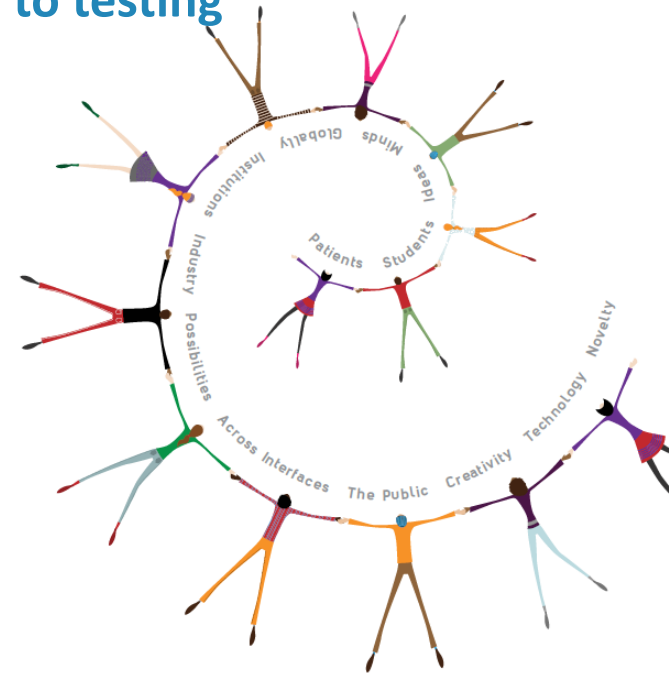 to testing
Patients Students Ideas Minds Globally Institutions Industry Possibilities Across Interfaces The Public Creativity Technology Novelty